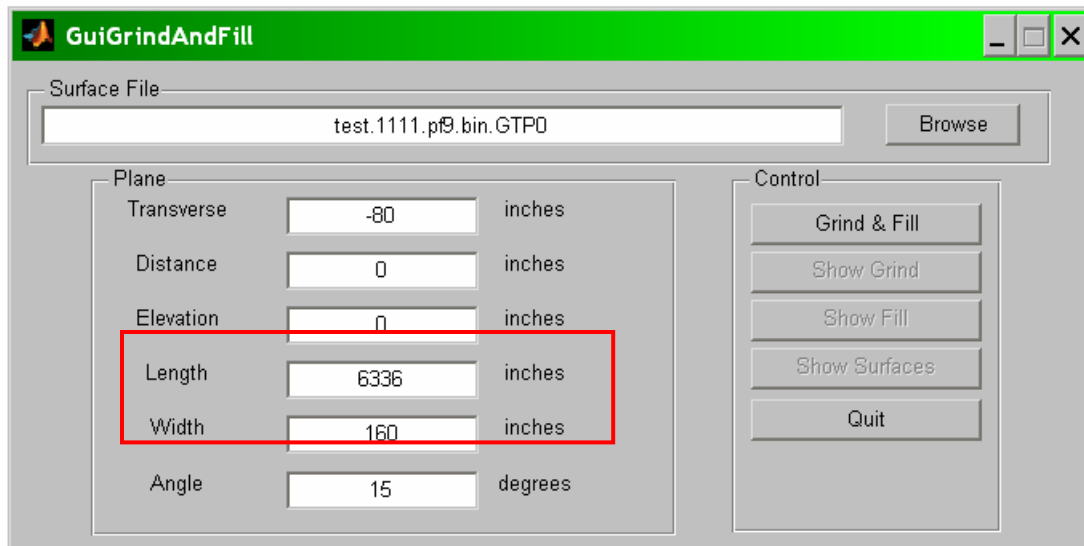 GuiGrindAndFill
Surface File
test.1111.pf9.bin.GTP0
Browse
Plane
Transverse -80 inches
Distance 0 inches
Elevation 0 inches
Length 6336 inches
Width 160 inches
Angle 15 degrees
Control
Grind & Fill
Show Grind
Show Fill
Show Surfaces
Quit